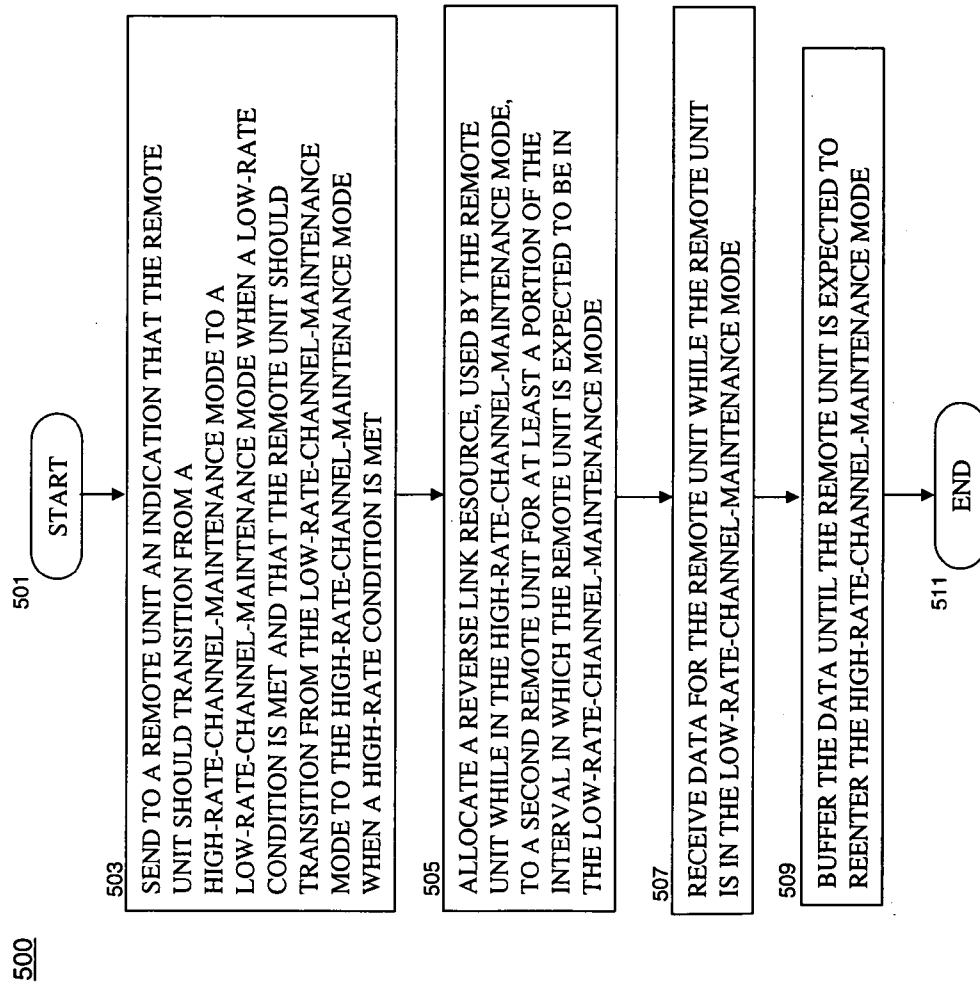 500
501
START
503
SEND TO A REMOTE UNIT AN INDICATION THAT THE REMOTE
UNIT SHOULD TRANSITION FROM A
HIGH-RATE-CHANNEL-MAINTENANCE MODE TO A
LOW-RATE-CHANNEL-MAINTENANCE MODE WHEN A LOW-RATE
CONDITION IS MET AND THAT THE REMOTE UNIT SHOULD
TRANSITION FROM THE LOW-RATE-CHANNEL-MAINTENANCE
MODE TO THE HIGH-RATE-CHANNEL-MAINTENANCE MODE
WHEN A HIGH-RATE CONDITION IS MET
505
ALLOCATE A REVERSE LINK RESOURCE, USED BY THE REMOTE
UNIT WHILE IN THE HIGH-RATE-CHANNEL-MAINTENANCE MODE,
TO A SECOND REMOTE UNIT FOR AT LEAST A PORTION OF THE
INTERVAL IN WHICH THE REMOTE UNIT IS EXPECTED TO BE IN
THE LOW-RATE-CHANNEL-MAINTENANCE MODE
507
RECEIVE DATA FOR THE REMOTE UNIT WHILE THE REMOTE UNIT
IS IN THE LOW-RATE-CHANNEL-MAINTENANCE MODE
509
BUFFER THE DATA UNTIL THE REMOTE UNIT IS EXPECTED TO
REENTER THE HIGH-RATE-CHANNEL-MAINTENANCE MODE
511
END